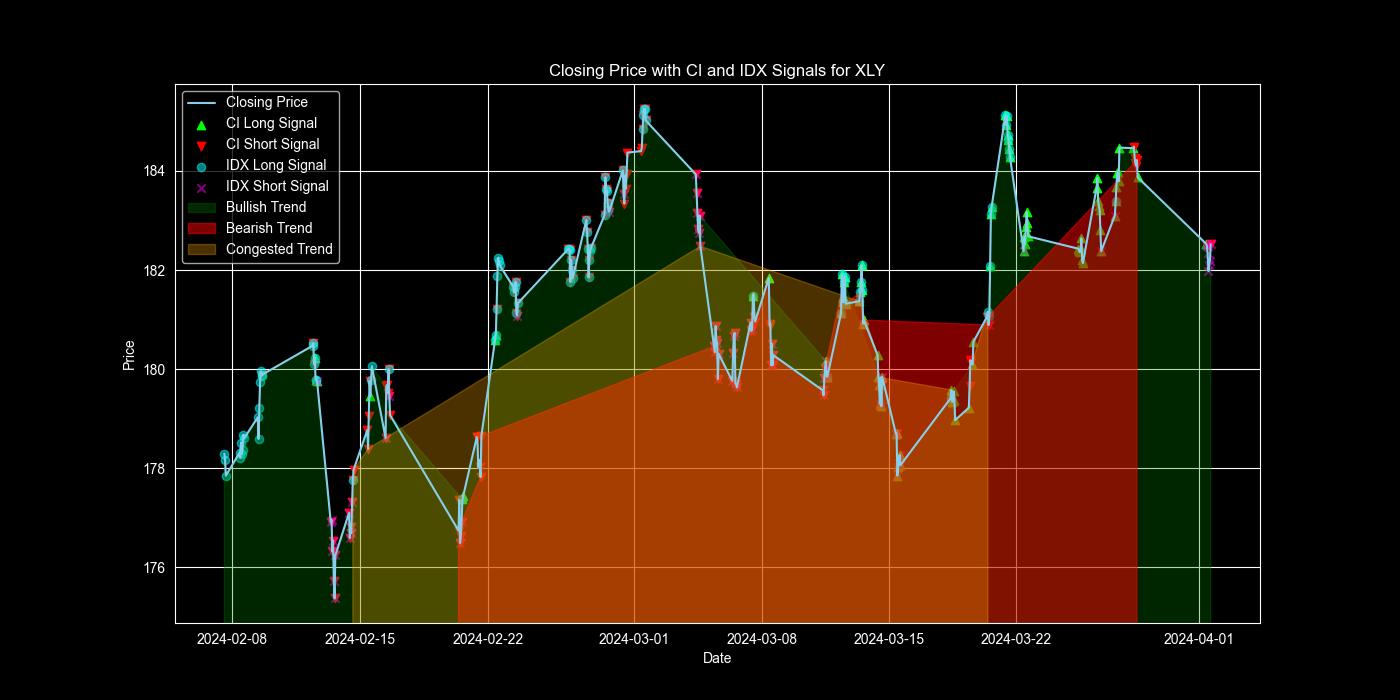 Closing Price with CI and IDX Signals for XLY
Closing Price
CI Long Signal
CI Short Signal
IDX Long Signal
IDX Short Signal
Bullish Trend
Bearish Trend
Congested Trend
184
182
180
178
176
Price
2024-02-08 2024-02-15 2024-02-22 2024-03-01 2024-03-08 2024-03-15 2024-03-22 2024-04-01
Date